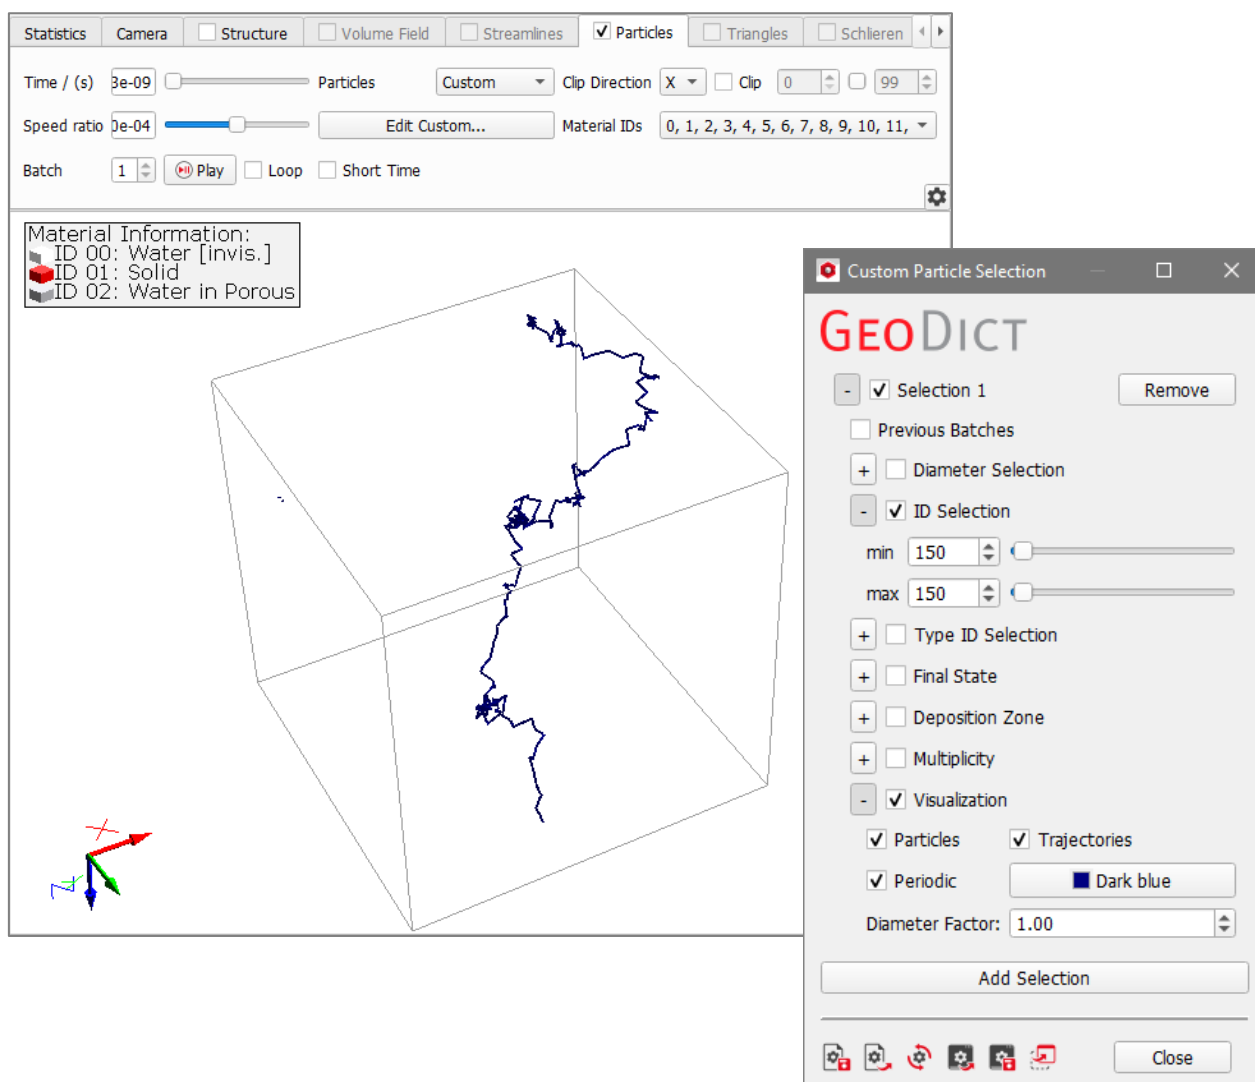 Statistics Camera Structure Volume Field Streamlines Particles Triangles Schlieren
Time / (s) 3e-09 Particles Custom Clip Direction X Clip 0 99
Speed ratio 0e-04 Edit Custom... Material IDs 0, 1, 2, 3, 4, 5, 6, 7, 8, 9, 10, 11,
Batch 1 Play Loop Short Time
Material Information:
ID 00: Water [invis.]
ID 01: Solid
ID 02: Water in Porous
X
Z
Custom Particle Selection
GEODICT
- Selection 1 Remove
Previous Batches
+ Diameter Selection
- ID Selection
min 150
max 150
+ Type ID Selection
+ Final State
+ Deposition Zone
+ Multiplicity
- Visualization
Particles Trajectories
Periodic Dark blue
Diameter Factor: 1.00
Add Selection
Close